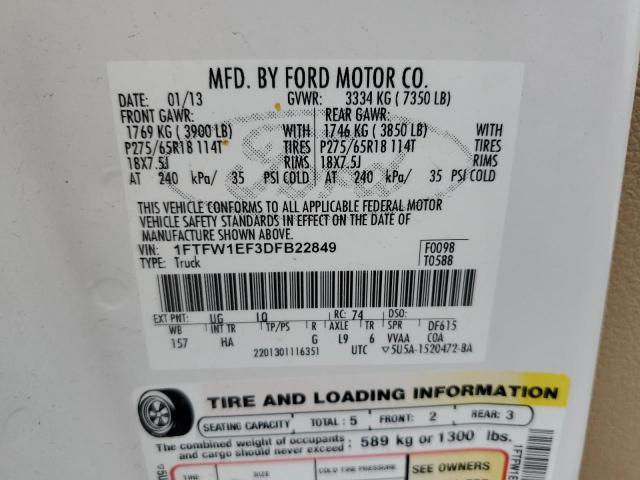 MFD. BY FORD MOTOR CO.
DATE: 01/13 GVWR: 3334 KG ( 7350 LB)
FRONT GAWR: REAR GAWR:
1769 KG ( 3900 LB) WITH 1746 KG ( 3850 LB) WITH
P275/65R18 114T TIRES P275/65R18 114T TIRES
18X7.5J RIMS 18X7.5J RIMS
AT 240 kPa/ 35 PSI COLD AT 240 kPa/ 35 PSI COLD
THIS VEHICLE CONFORMS TO ALL APPLICABLE FEDERAL MOTOR
VEHICLE SAFETY STANDARDS IN EFFECT ON THE DATE OF
MANUFACTURE SHOWN ABOVE.
VIN: 1FTFW1EF3DFB22849 F0098
TYPE: Truck T0588
EXT PNT: UG LQ RC: 74 DSO:
WB INT TR TP/PS R AXLE TR SPR DF615
157 HA G L9 6 VVAA COA
2201301116351 UTC 5U5A-1520472-BA
TIRE AND LOADING INFORMATION
SEATING CAPACITY TOTAL : 5 FRONT: 2 REAR: 3
The combined weight of occupants
and cargo should never exceed : 589 kg or 1300 lbs.
TIRE SIZE COLD TIRE PRESSURE SEE OWNERS